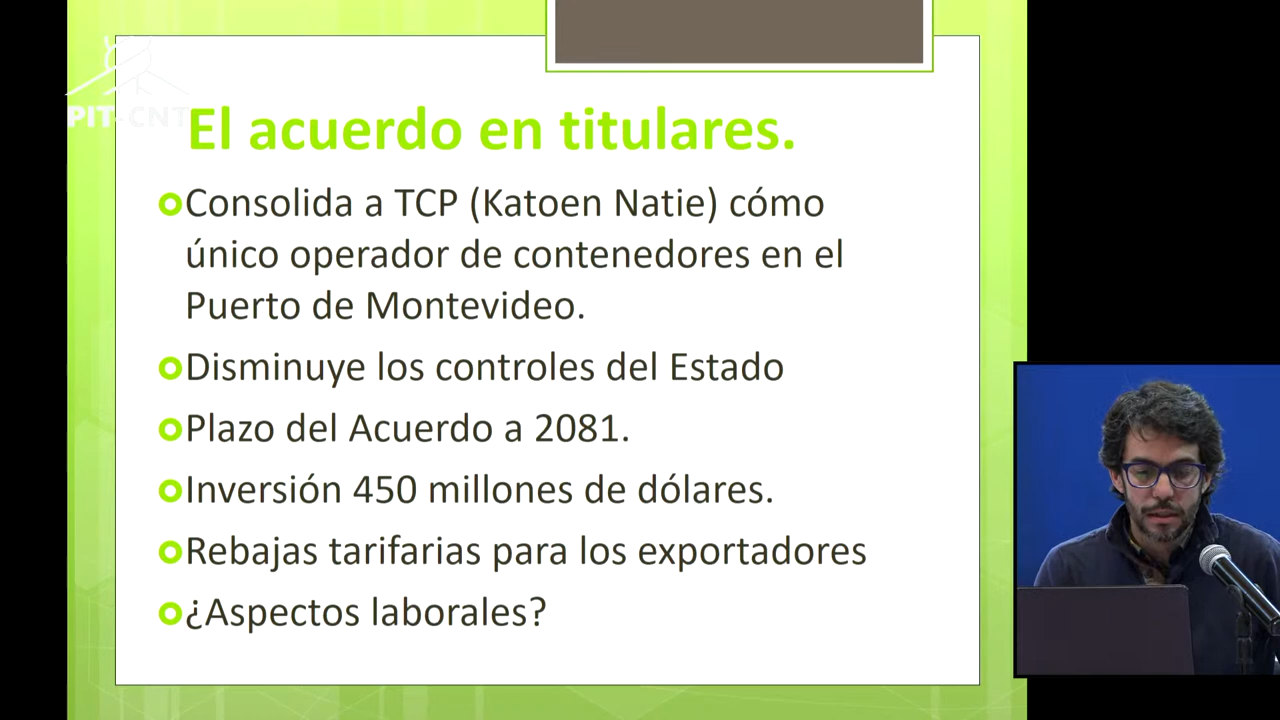 PIT-CNT
El acuerdo en titulares.
Consolida a TCP (Katoen Natie) cómo
único operador de contenedores en el
Puerto de Montevideo.
Disminuye los controles del Estado
Plazo del Acuerdo a 2081.
Inversión 450 millones de dólares.
Rebajas tarifarias para los exportadores
¿Aspectos laborales?